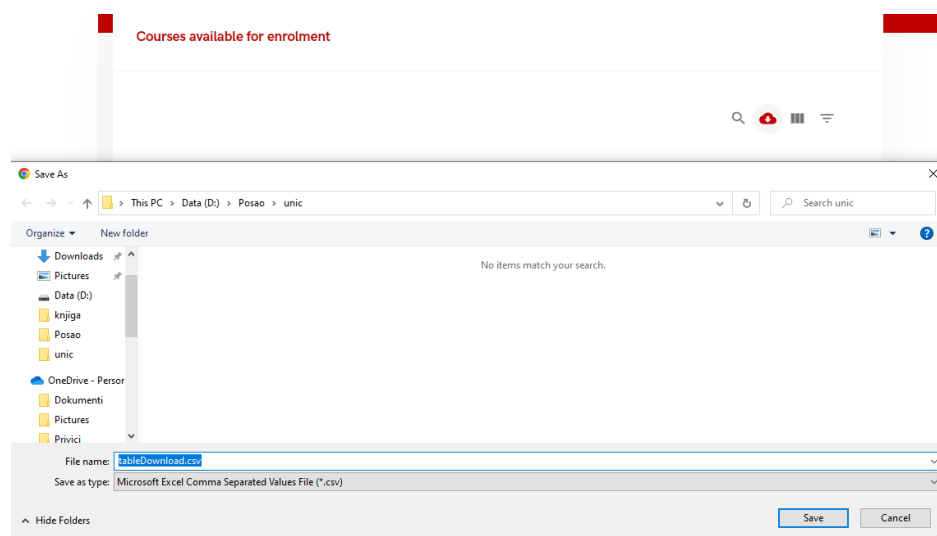 Courses available for enrolment
Save As
This PC > Data (D:) > Posao > unic
Search unic
Organize
New folder
Downloads
Pictures
Data (D:)
knjiga
Posao
unic
OneDrive - Person
Dokumenti
Pictures
Privici
No items match your search.
File name: tableDownload.csv
Save as type: Microsoft Excel Comma Separated Values File (*.csv)
Hide Folders
Save
Cancel